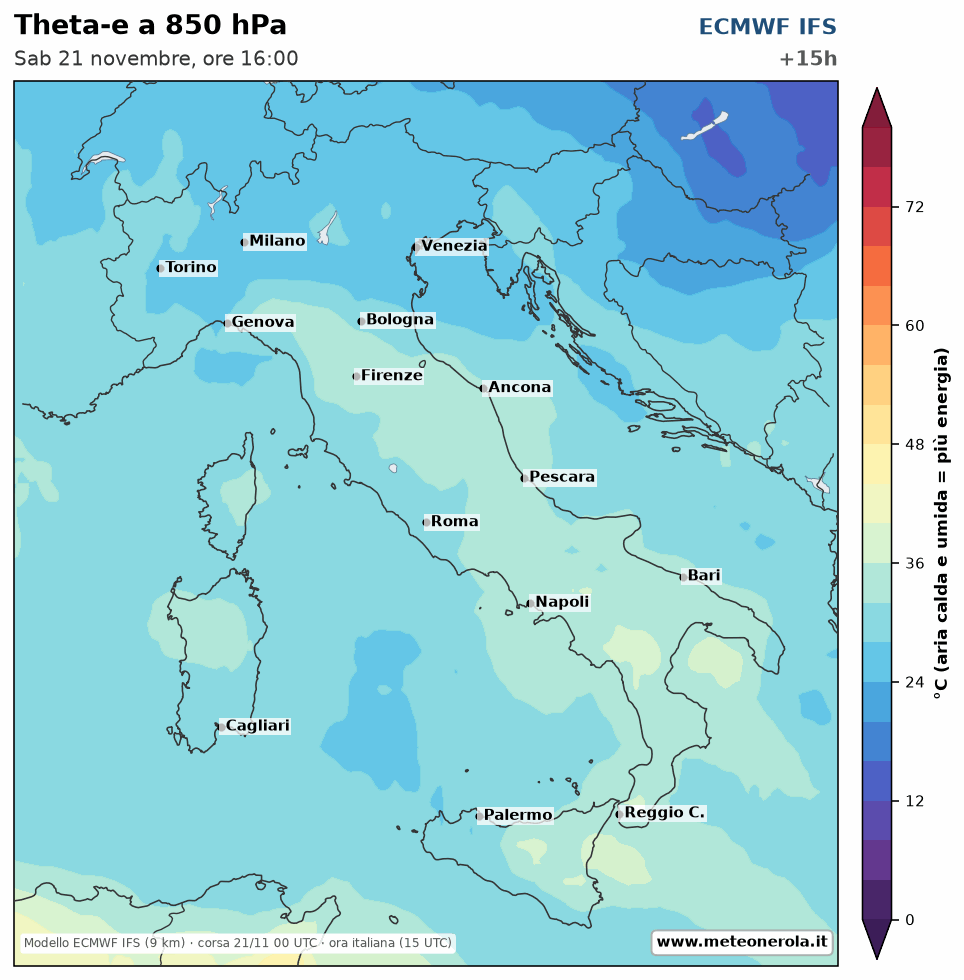 Theta-e a 850 hPa
ECMWF IFS
Sab 21 novembre, ore 16:00
+15h
Milano
Venezia
Torino
Genova
Bologna
Firenze
Ancona
Pescara
Roma
Bari
Napoli
Cagliari
Palermo
Reggio C.
72
60
48
36
24
12
0
°C (aria calda e umida = più energia)
Modello ECMWF IFS (9 km) · corsa 21/11 00 UTC · ora italiana (15 UTC)
www.meteonerola.it